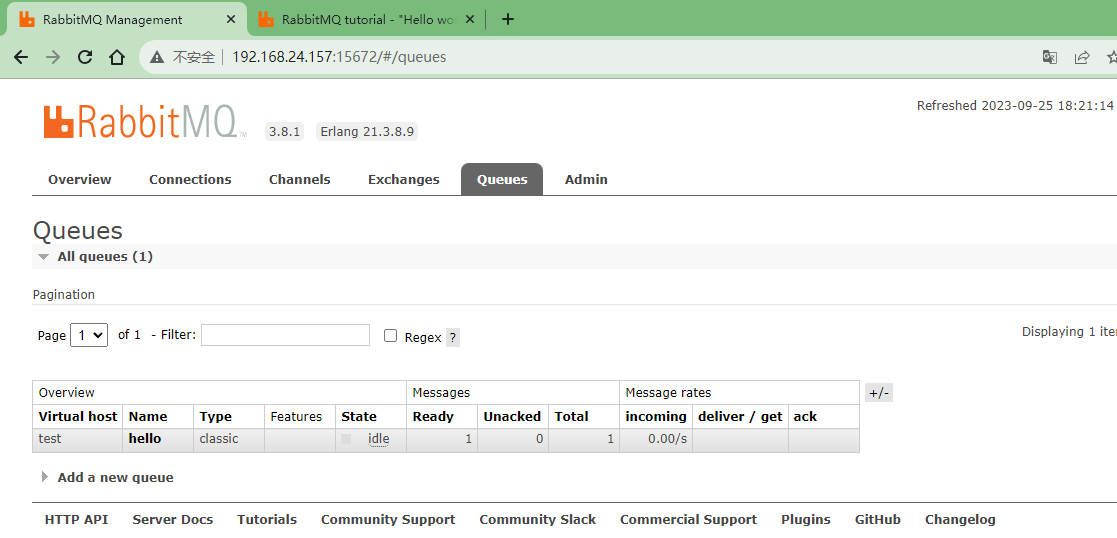 RabbitMQ Management
RabbitMQ tutorial - "Hello wo
不安全 192.168.24.157:15672/#/queues
RabbitMQ TM 3.8.1 Erlang 21.3.8.9
Refreshed 2023-09-25 18:21:14
Overview Connections Channels Exchanges Queues Admin
Queues
All queues (1)
Pagination
Page 1 of 1 - Filter: Regex ?
Displaying 1 ite
Overview Messages Message rates +/-
Virtual host Name Type Features State Ready Unacked Total incoming deliver / get ack
test hello classic idle 1 0 1 0.00/s
Add a new queue
HTTP API Server Docs Tutorials Community Support Community Slack Commercial Support Plugins GitHub Changelog